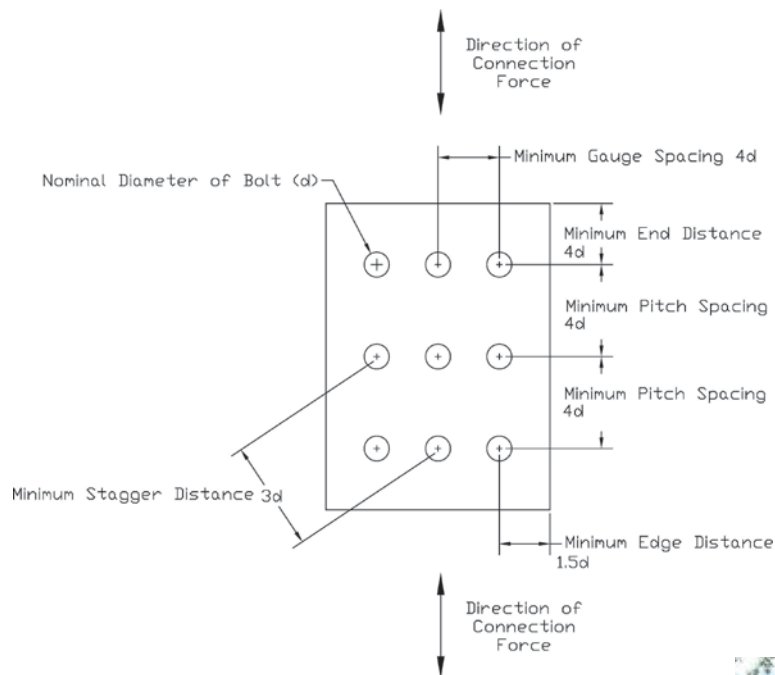 Direction of
Connection
Force
Minimum Gauge Spacing 4d
Nominal Diameter of Bolt (d)
Minimum End Distance
4d
Minimum Pitch Spacing
4d
Minimum Pitch Spacing
4d
Minimum Stagger Distance 3d
Minimum Edge Distance
1.5d
Direction of
Connection
Force